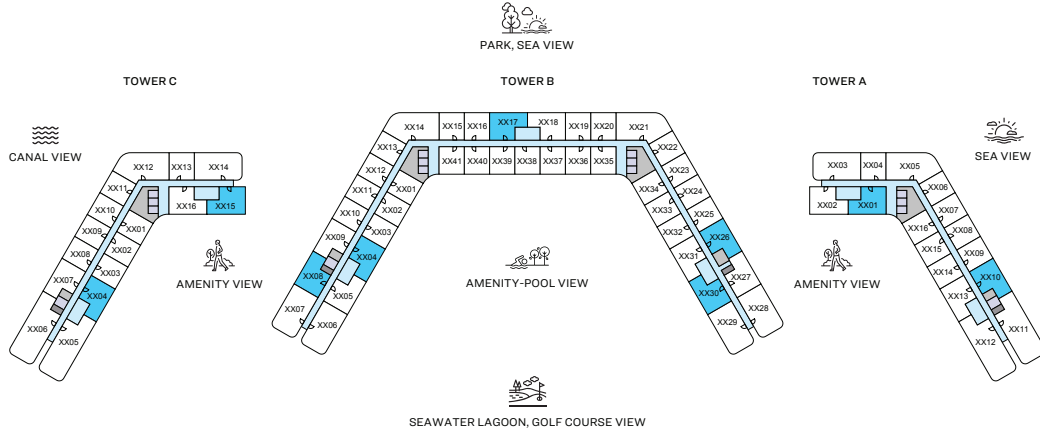 PARK, SEA VIEW
TOWER C
TOWER B
TOWER A
CANAL VIEW
SEA VIEW
XX12
XX13
XX14
XX11
XX10
XX09
XX08
XX07
XX06
XX05
XX04
XX03
XX02
XX01
XX16
XX15
AMENITY VIEW
XX14
XX15
XX16
XX17
XX18
XX19
XX20
XX21
XX13
XX12
XX11
XX10
XX09
XX08
XX07
XX06
XX05
XX04
XX03
XX02
XX01
XX41
XX40
XX39
XX38
XX37
XX36
XX35
XX34
XX33
XX32
XX31
XX30
XX29
XX22
XX23
XX24
XX25
XX26
XX27
XX28
AMENITY-POOL VIEW
AMENITY VIEW
XX03
XX04
XX05
XX02
XX01
XX06
XX07
XX08
XX09
XX10
XX11
XX12
XX13
XX14
XX15
XX16
SEAWATER LAGOON, GOLF COURSE VIEW